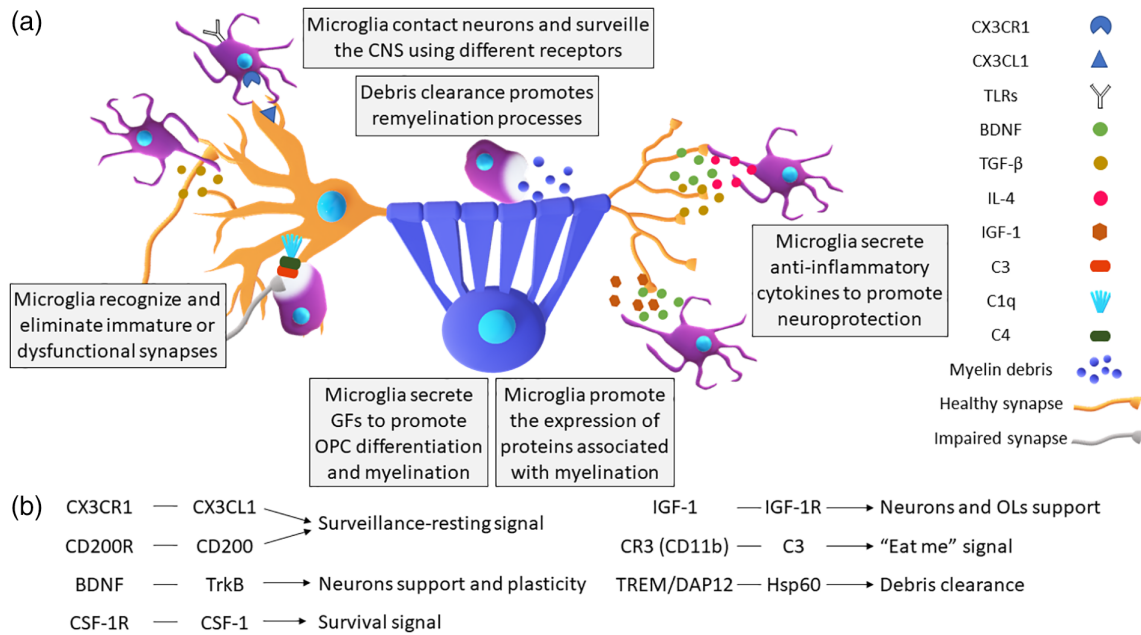 (a)
Microglia contact neurons and surveille
the CNS using different receptors
Debris clearance promotes
remyelination processes
Microglia recognize and
eliminate immature or
dysfunctional synapses
Microglia secrete
anti-inflammatory
cytokines to promote
neuroprotection
Microglia secrete
GFs to promote
OPC differentiation
and myelination
Microglia promote
the expression of
proteins associated
with myelination
CX3CR1
CX3CL1
TLRs
BDNF
TGF-β
IL-4
IGF-1
C3
C1q
C4
Myelin debris
Healthy synapse
Impaired synapse
(b)
CX3CR1 — CX3CL1
Surveillance-resting signal
CD200R — CD200
BDNF — TrkB → Neurons support and plasticity
CSF-1R — CSF-1 → Survival signal
IGF-1 — IGF-1R → Neurons and OLs support
CR3 (CD11b) — C3 → “Eat me” signal
TREM/DAP12 — Hsp60 → Debris clearance